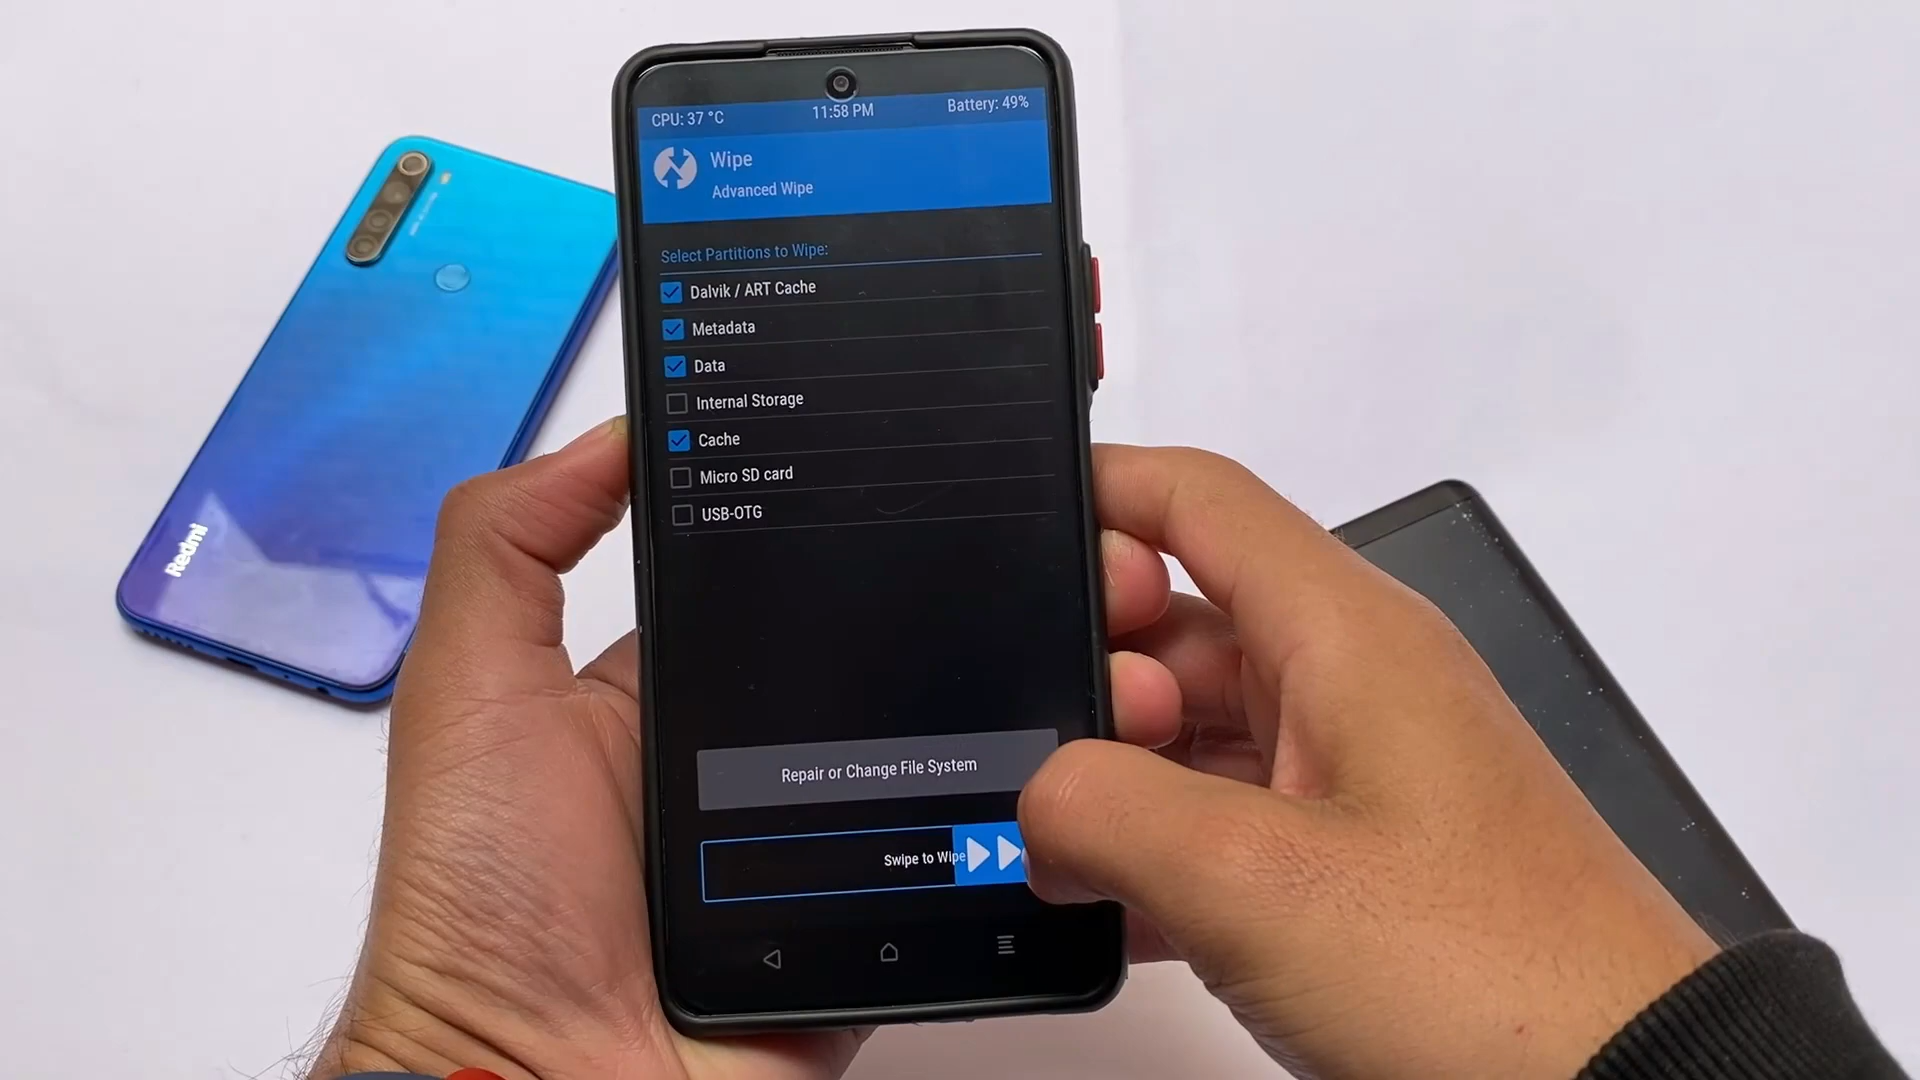 CPU: 37 °C
11:58 PM
Battery: 49%
Wipe
Advanced Wipe
Select Partitions to Wipe:
Dalvik / ART Cache
Metadata
Data
Internal Storage
Cache
Micro SD card
USB-OTG
Repair or Change File System
Swipe to Wipe
Redmi